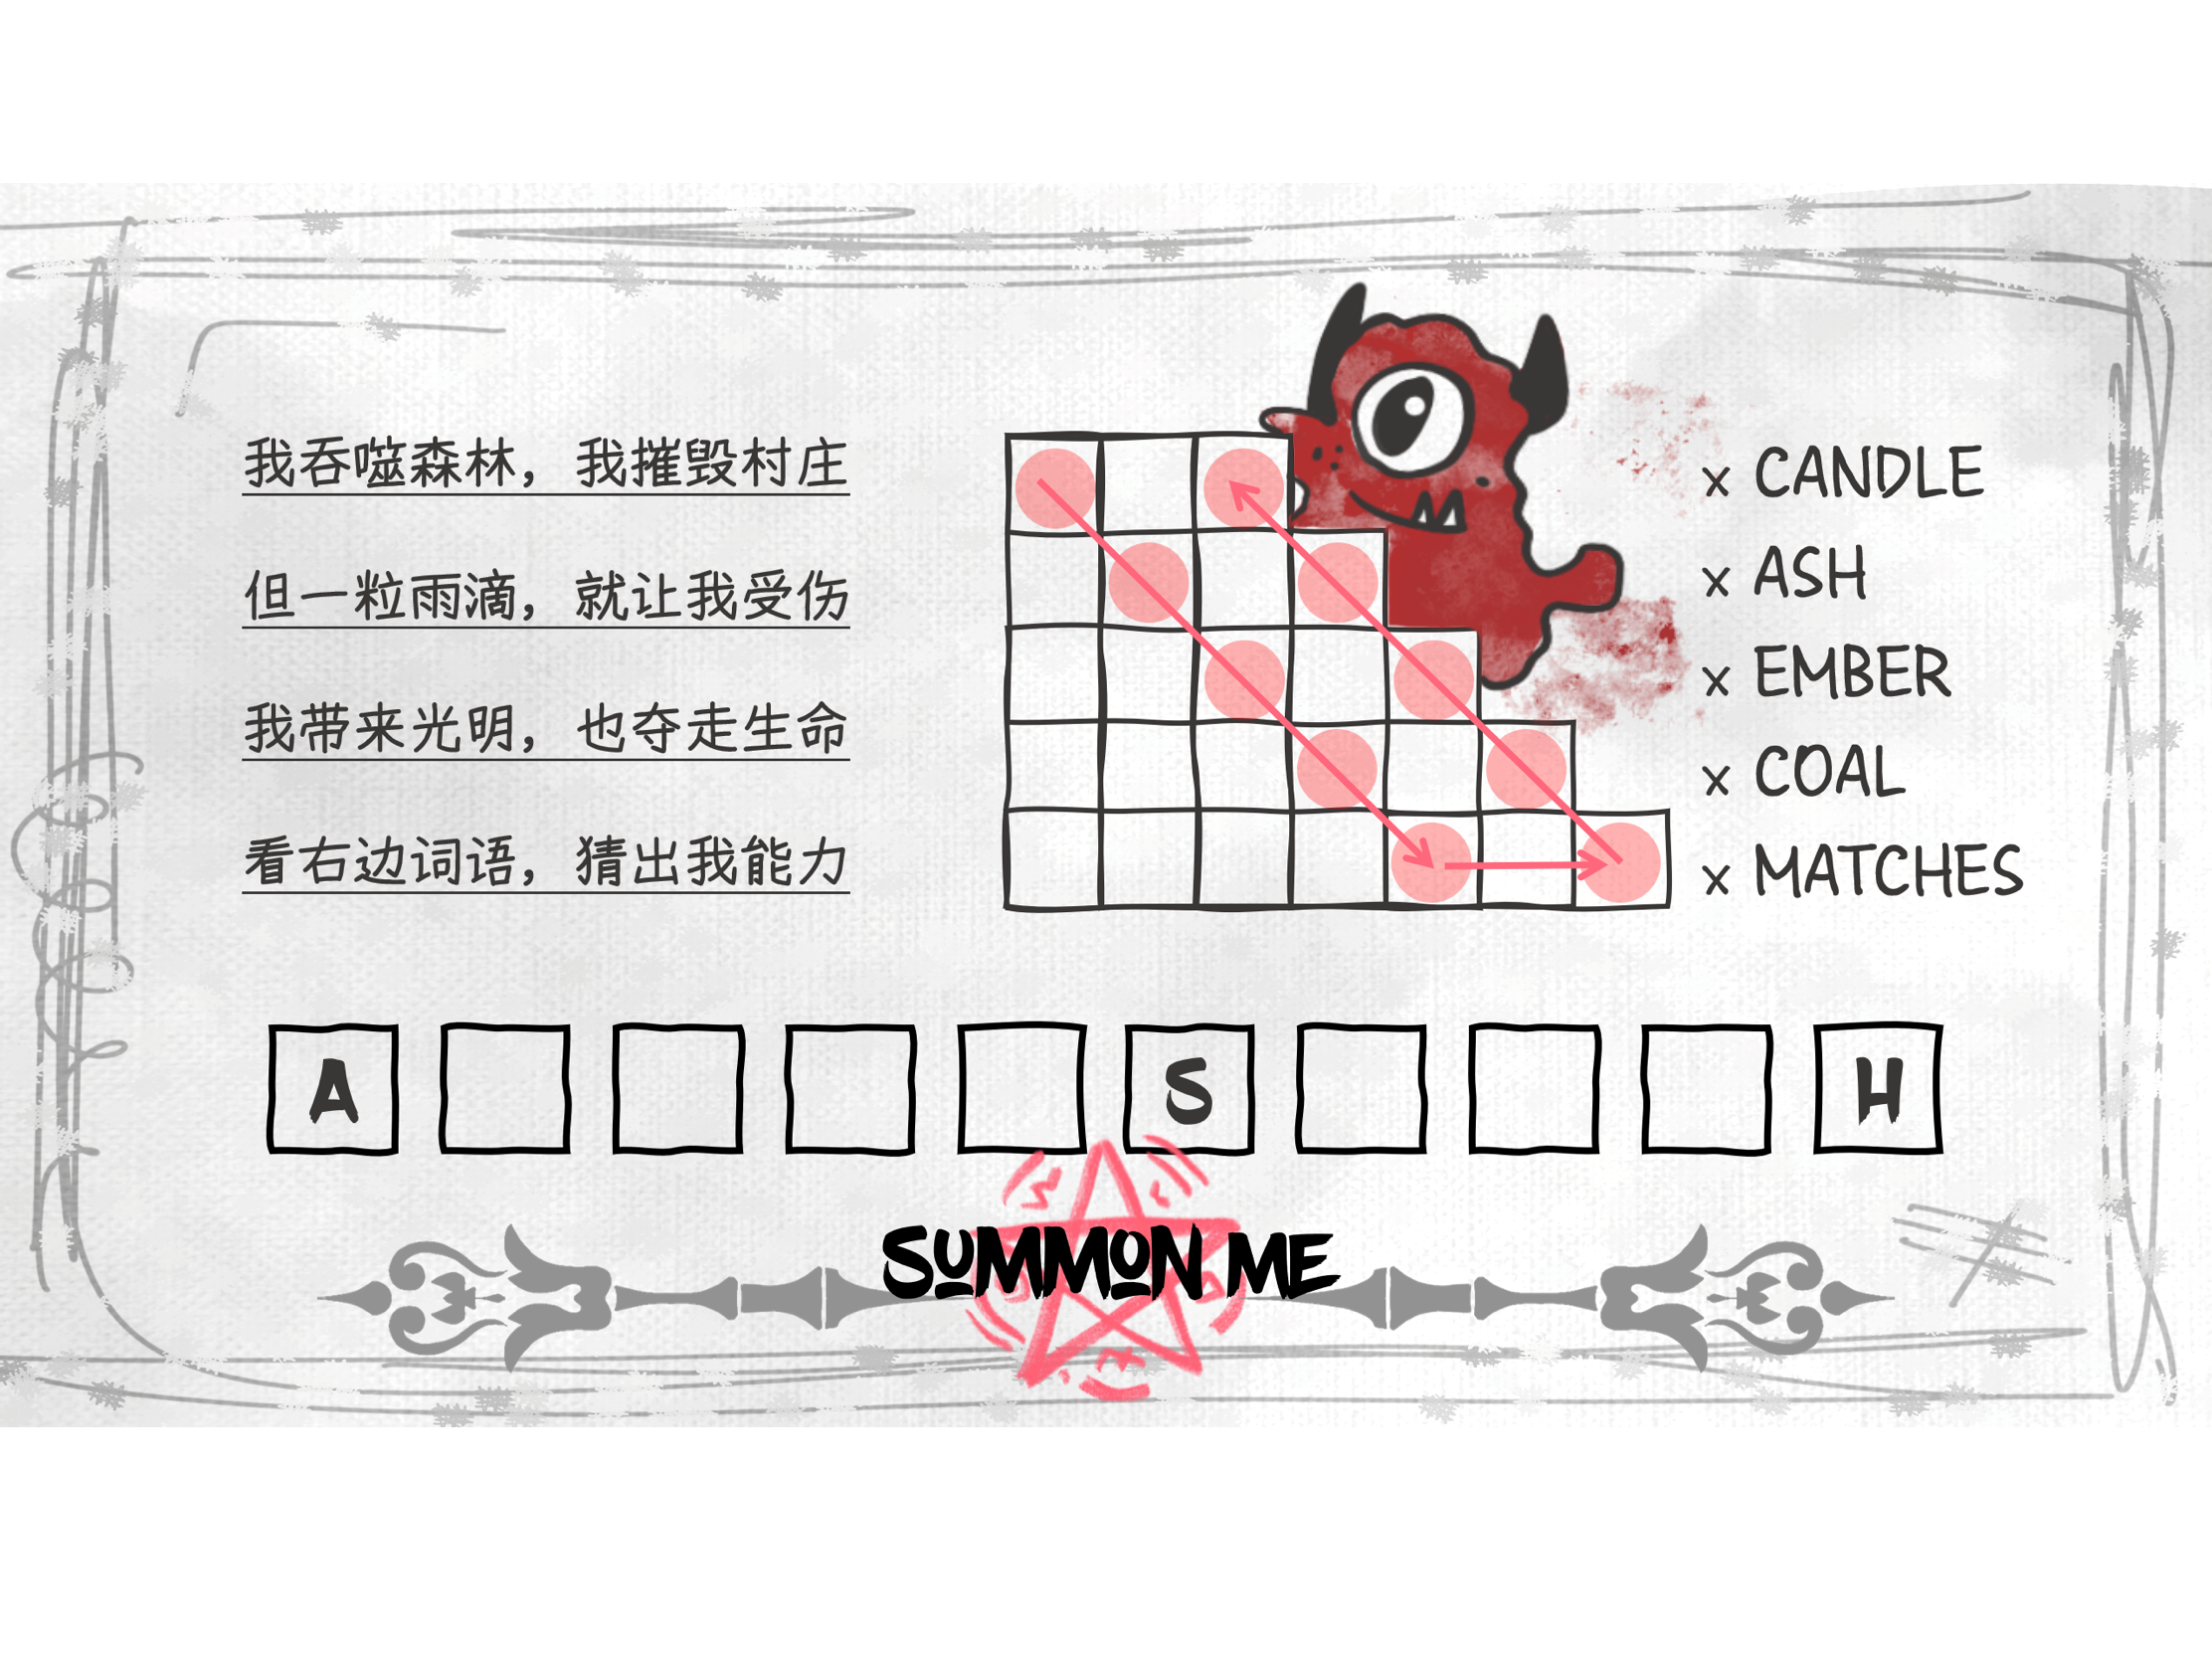 我吞噬森林，我摧毁村庄
但一粒雨滴，就让我受伤
我带来光明，也夺走生命
看右边词语，猜出我能力
x CANDLE
x ASH
x EMBER
x COAL
x MATCHES
A S H
SUMMON ME